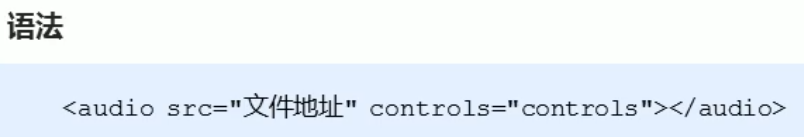 语法
<audio src="文件地址" controls="controls"></audio>